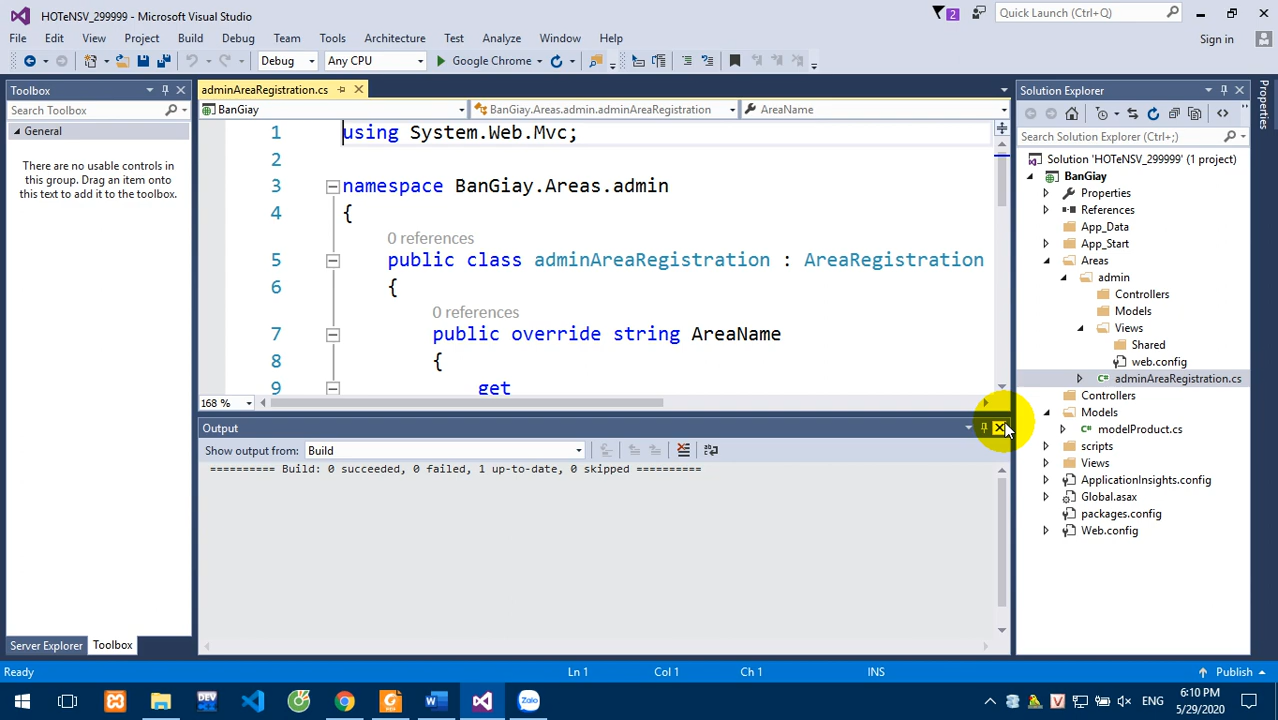 HOTeNSV_299999 - Microsoft Visual Studio
2
Quick Launch (Ctrl+Q)
File Edit View Project Build Debug Team Tools Architecture Test Analyze Window Help
Sign in
Debug Any CPU Google Chrome
Toolbox
Search Toolbox
General
There are no usable controls in
this group. Drag an item onto
this text to add it to the toolbox.
Server Explorer Toolbox
adminAreaRegistration.cs
BanGiay BanGiay.Areas.admin.adminAreaRegistration AreaName
1 using System.Web.Mvc;
2
3 namespace BanGiay.Areas.admin
4 {
0 references
5 public class adminAreaRegistration : AreaRegistration
6 {
0 references
7 public override string AreaName
8 {
9 get
168 %
Output
Show output from: Build
========== Build: 0 succeeded, 0 failed, 1 up-to-date, 0 skipped ==========
Solution Explorer
Search Solution Explorer (Ctrl+;)
Solution 'HOTeNSV_299999' (1 project)
BanGiay
Properties
References
App_Data
App_Start
Areas
admin
Controllers
Models
Views
Shared
web.config
adminAreaRegistration.cs
Controllers
Models
modelProduct.cs
scripts
Views
ApplicationInsights.config
Global.asax
packages.config
Web.config
Properties
Ready Ln 1 Col 1 Ch 1 INS Publish
DEV
Zalo
V
ENG
6:10 PM
5/29/2020